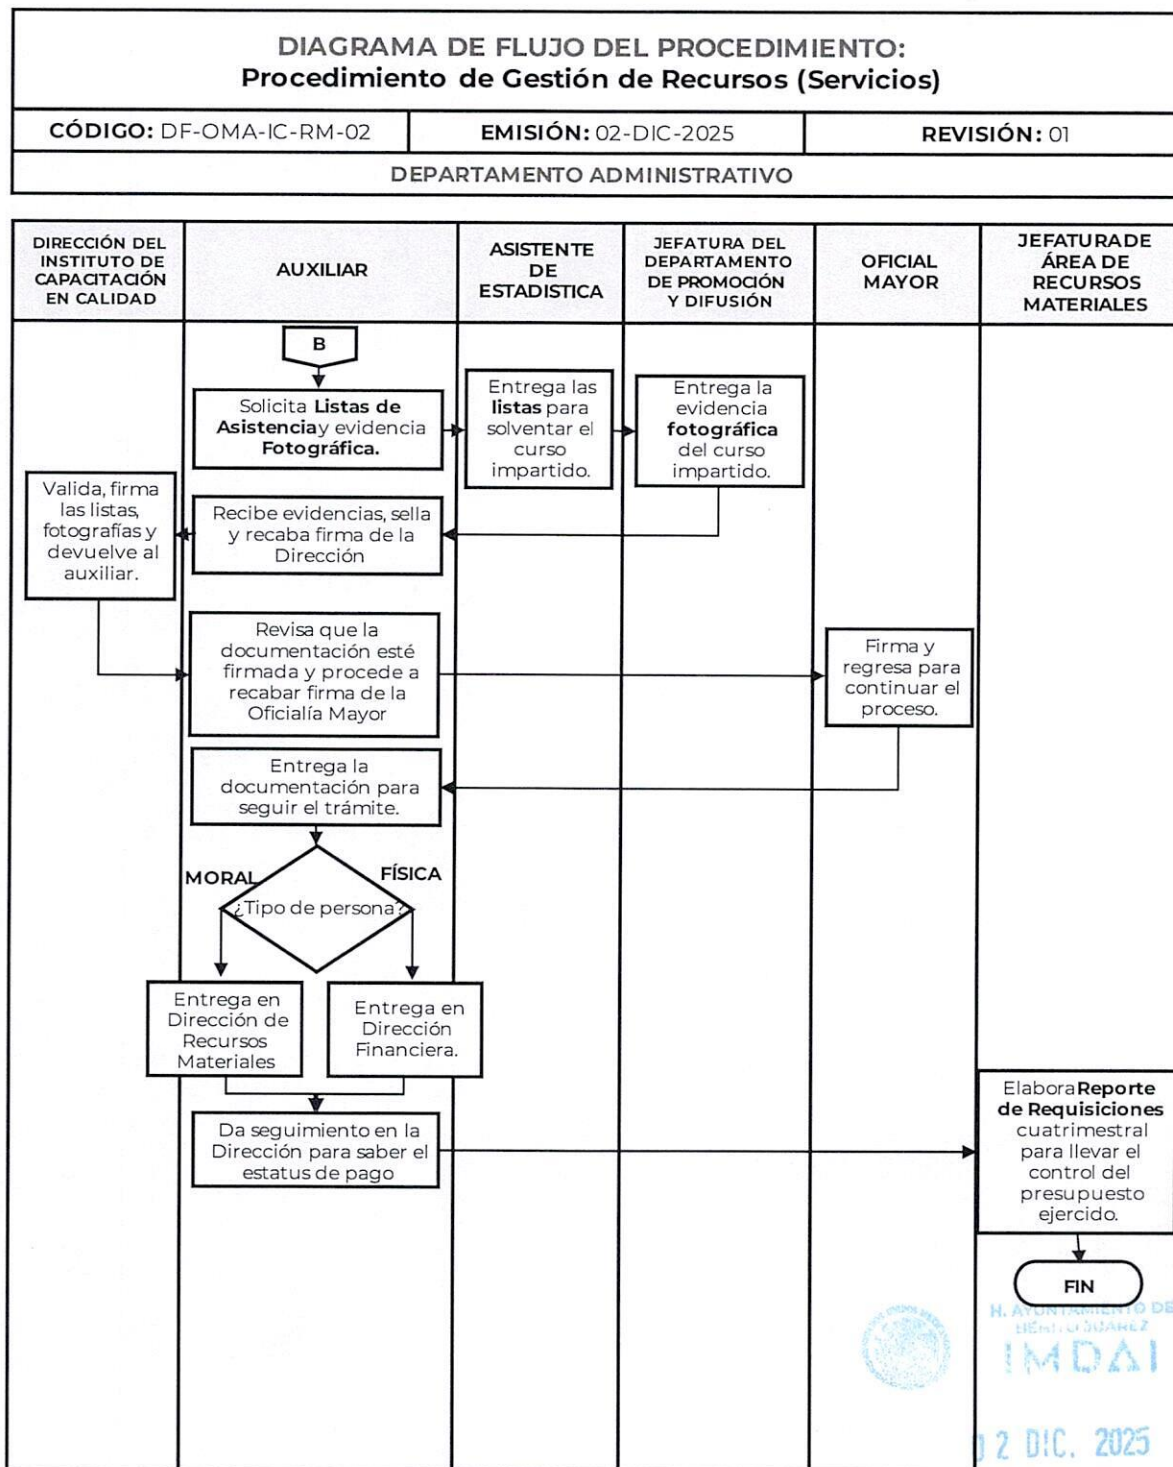 DIAGRAMA DE FLUJO DEL PROCEDIMIENTO:
Procedimiento de Gestión de Recursos (Servicios)
CÓDIGO: DF-OMA-IC-RM-02
EMISIÓN: 02-DIC-2025
REVISIÓN: 01
DEPARTAMENTO ADMINISTRATIVO
DIRECCIÓN DEL
INSTITUTO DE
CAPACITACIÓN
EN CALIDAD
AUXILIAR
ASISTENTE
DE
ESTADISTICA
JEFATURA DEL
DEPARTAMENTO
DE PROMOCIÓN
Y DIFUSIÓN
OFICIAL
MAYOR
JEFATURADE
ÁREA DE
RECURSOS
MATERIALES
B
Solicita Listas de
Asistenciay evidencia
Fotográfica.
Entrega las
listas para
solventar el
curso
impartido.
Entrega la
evidencia
fotográfica
del curso
impartido.
Valida, firma
las listas,
fotografías y
devuelve al
auxiliar.
Recibe evidencias, sella
y recaba firma de la
Dirección
Revisa que la
documentación esté
firmada y procede a
recabar firma de la
Oficialía Mayor
Firma y
regresa para
continuar el
proceso.
Entrega la
documentación para
seguir el trámite.
MORAL
FÍSICA
¿Tipo de persona?
Entrega en
Dirección de
Recursos
Materiales
Entrega en
Dirección
Financiera.
Da seguimiento en la
Dirección para saber el
estatus de pago
ElaboraReporte
de Requisiciones
cuatrimestral
para llevar el
control del
presupuesto
ejercido.
FIN
H. AYUNTAMIENTO DE
BENITO JUÁREZ
IMDAI
02 DIC. 2025